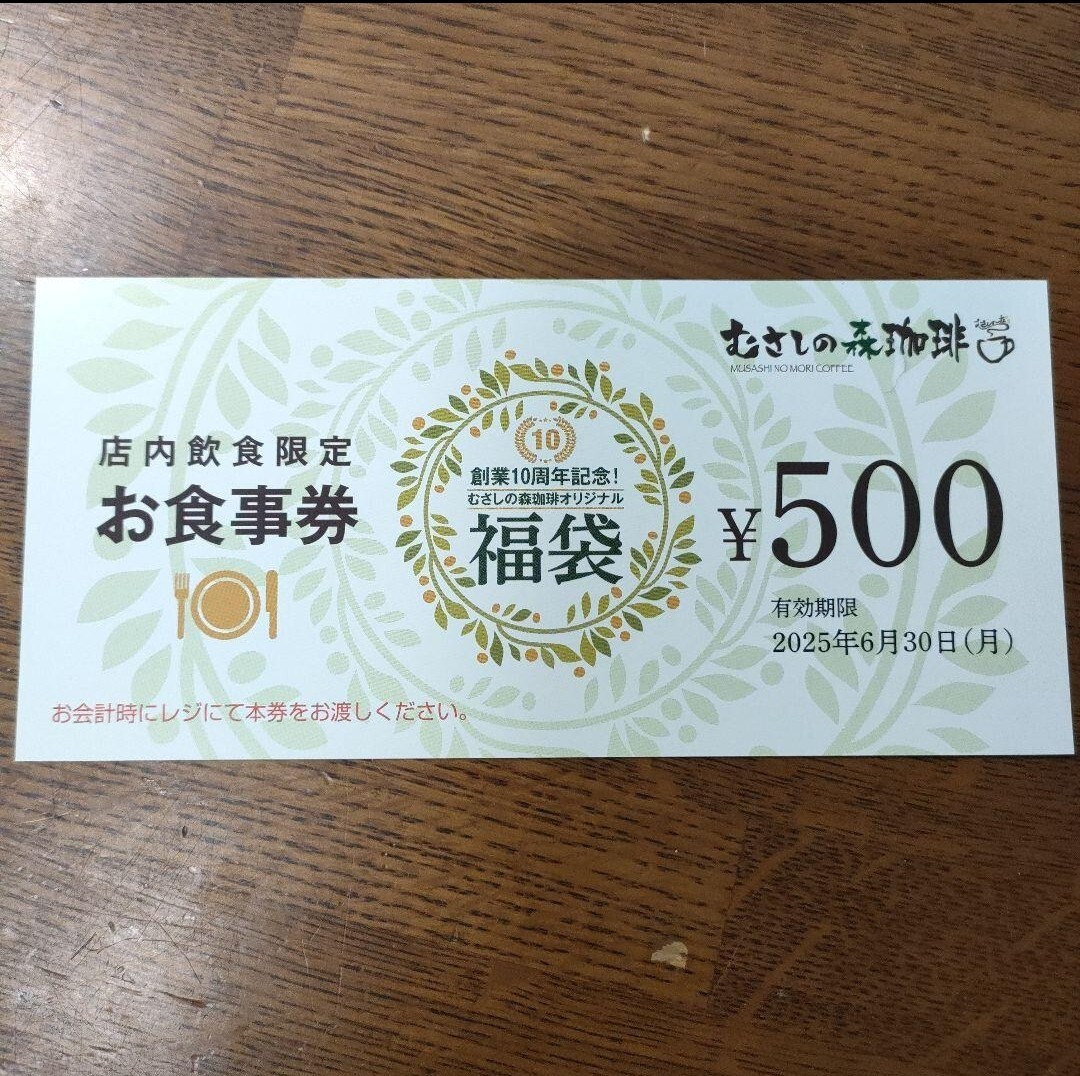 むさしの森珈琲
MUSASHI NO MORI COFFEE
店内飲食限定
お食事券
10
創業10周年記念!
むさしの森珈琲オリジナル
福袋
¥500
有効期限
2025年6月30日(月)
お会計時にレジにて本券をお渡しください。